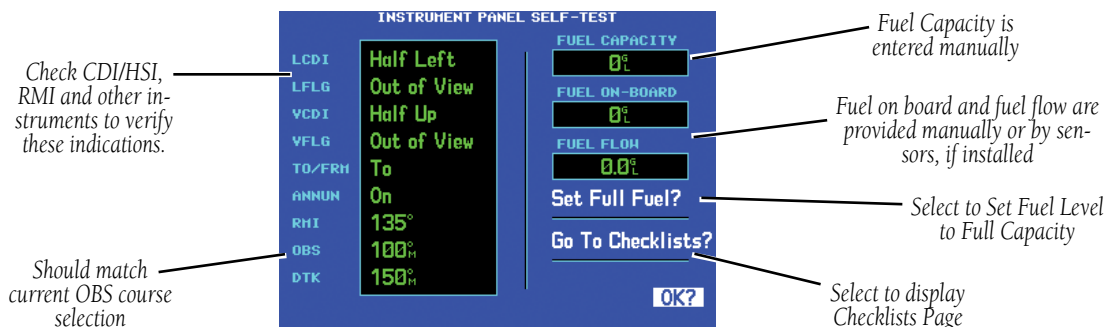 INSTRUMENT PANEL SELF-TEST
Check CDI/HSI,
RMI and other in-
struments to verify
these indications.
Should match
current OBS course
selection
LCDI Half Left
LFLG Out of View
VCDI Half Up
VFLG Out of View
TO/FRM To
ANNUN On
RMI 135°
OBS 100°M
DTK 150°M
FUEL CAPACITY
0GL
FUEL ON-BOARD
0GL
FUEL FLOW
0.0GL
Set Full Fuel?
Go To Checklists?
OK?
Fuel Capacity is
entered manually
Fuel on board and fuel flow are
provided manually or by sen-
sors, if installed
Select to Set Fuel Level
to Full Capacity
Select to display
Checklists Page